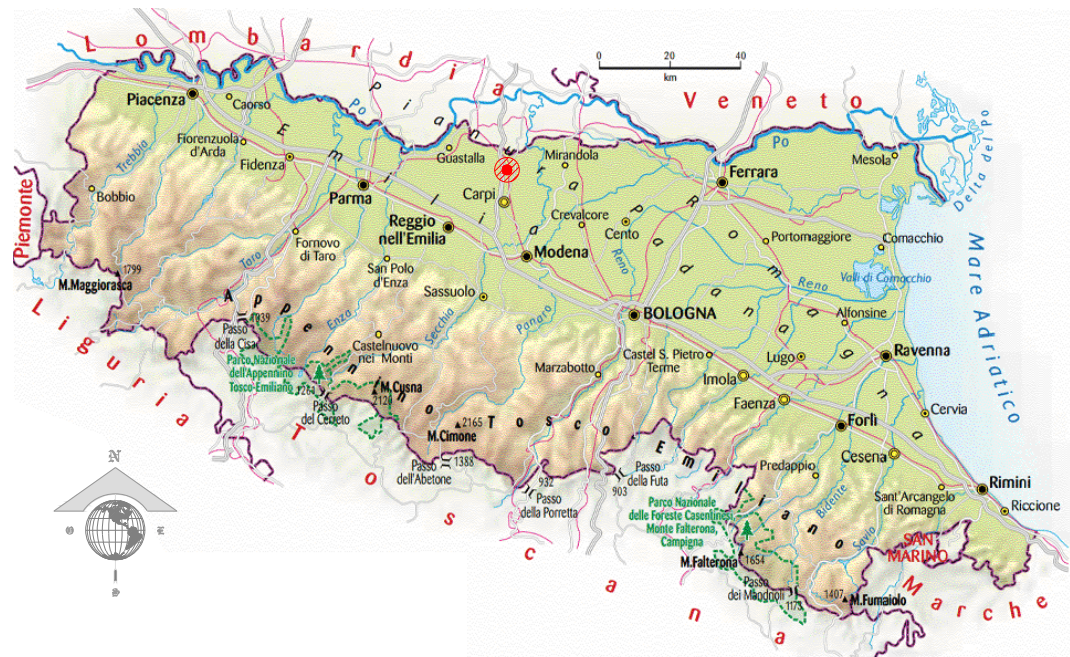 Lombardia
0 20 40
km
Veneto
Piacenza
Caorso
Po
Pianura Padana
Po
Mesola
Delta del Po
Fiorenzuola
d'Arda
Trebbia
Fidenza
Emilia
Guastalla
Mirandola
Ferrara
Bobbio
Parma
Carpi
Romagna
Piemonte
Reggio
nell'Emilia
Crevalcore
Cento
Portomaggiore
Comacchio
Fornovo
di Taro
Modena
Reno
Mare Adriatico
1799
M.Maggiorasca
Taro
San Polo
d'Enza
Reno
Valli di Comacchio
Liguria
Sassuolo
Appennino Tosco Emiliano
Enza
Secchia
Panaro
BOLOGNA
Alfonsine
Passo
della Cisa
Castelnuovo
nei Monti
Castel S. Pietro
Terme
Lugo
Ravenna
Parco Nazionale
dell'Appennino
Tosco-Emiliano
Marzabotto
Imola
1261
M.Cusna
2120
Passo
del Cerreto
Faenza
Cervia
Toscana
2165
M.Cimone
Forlì
Cesena
Passo
dell'Abetone
1388
932
Passo
della Porretta
903
Passo
della Futa
Predappio
Rimini
Riccione
Sant'Arcangelo
di Romagna
Bidente
Savio
Parco Nazionale
delle Foreste Casentinesi
Monte Falterona,
Campigna
SAN
MARINO
M.Falterona
1654
Passo
dei Mandrioli
1173
1407
M.Fumaiolo
Marche
N
O
E
S